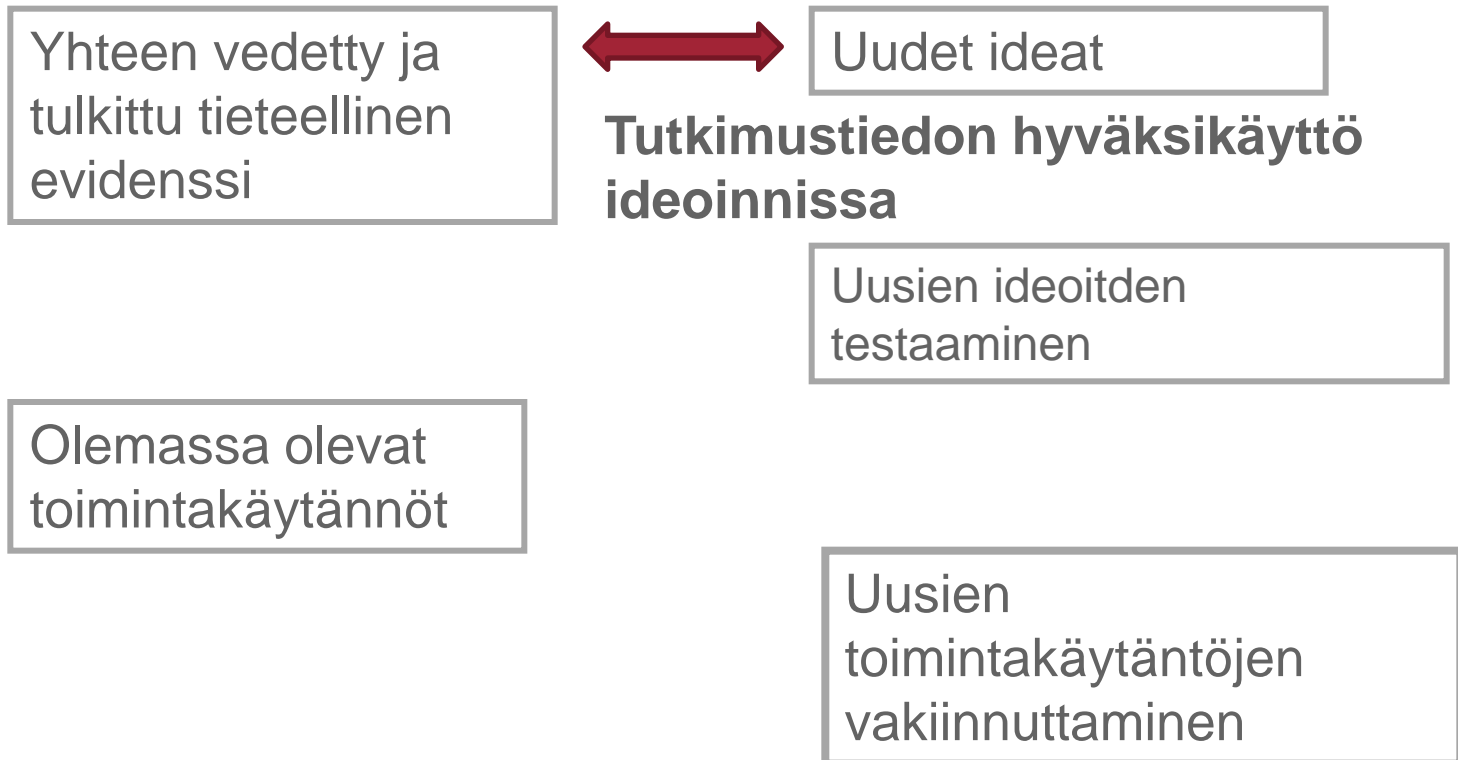 Yhteen vedetty ja
tulkittu tieteellinen
evidenssi
Uudet ideat
Tutkimustiedon hyväksikäyttö
ideoinnissa
Uusien ideoitden
testaaminen
Olemassa olevat
toimintakäytännöt
Uusien
toimintakäytäntöjen
vakiinnuttaminen